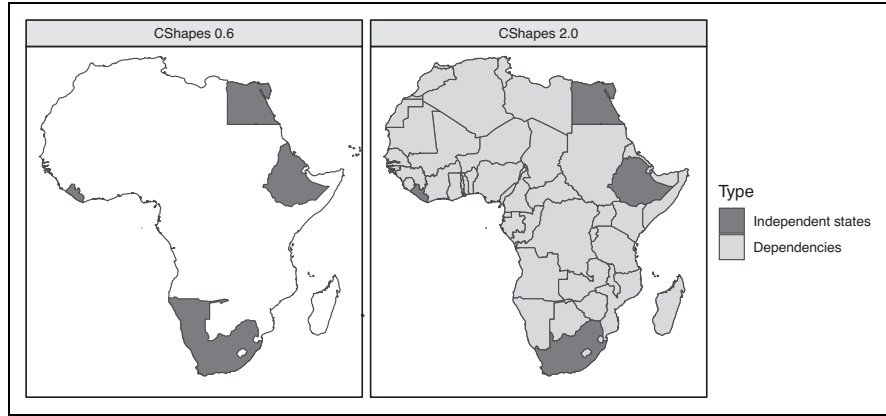 CShapes 0.6
CShapes 2.0
Type
Independent states
Dependencies